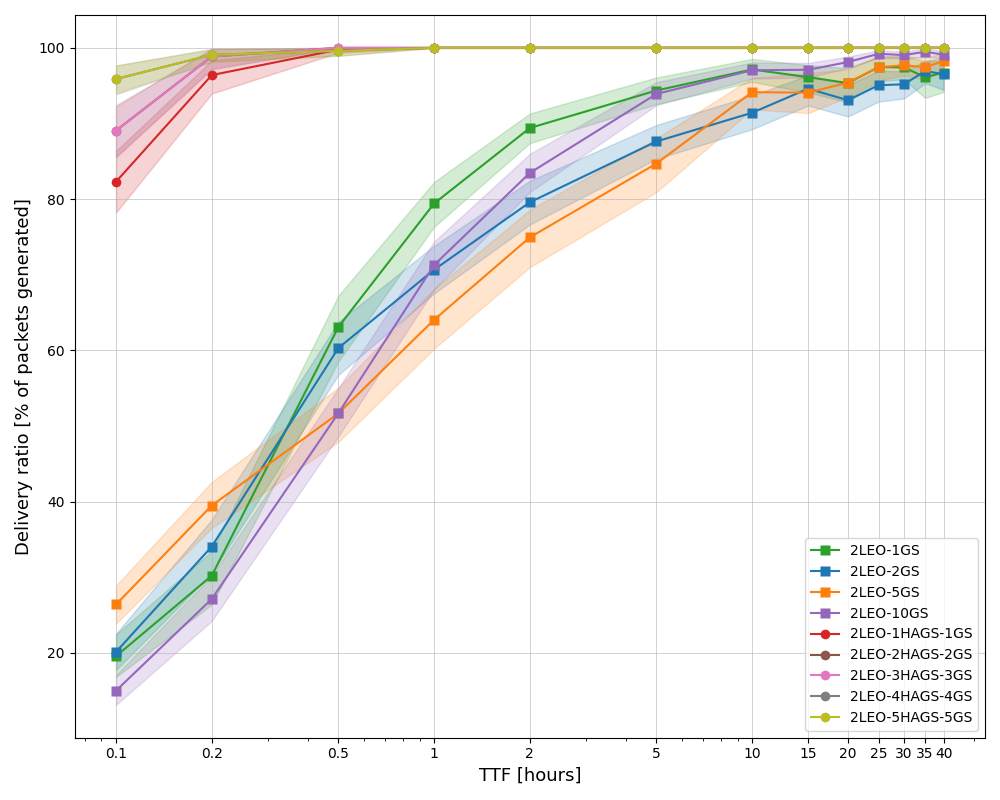 100
80
60
40
20
Delivery ratio [% of packets generated]
0.1 0.2 0.5 1 2 5 10 15 20 25 30 35 40
TTF [hours]
2LEO-1GS
2LEO-2GS
2LEO-5GS
2LEO-10GS
2LEO-1HAGS-1GS
2LEO-2HAGS-2GS
2LEO-3HAGS-3GS
2LEO-4HAGS-4GS
2LEO-5HAGS-5GS